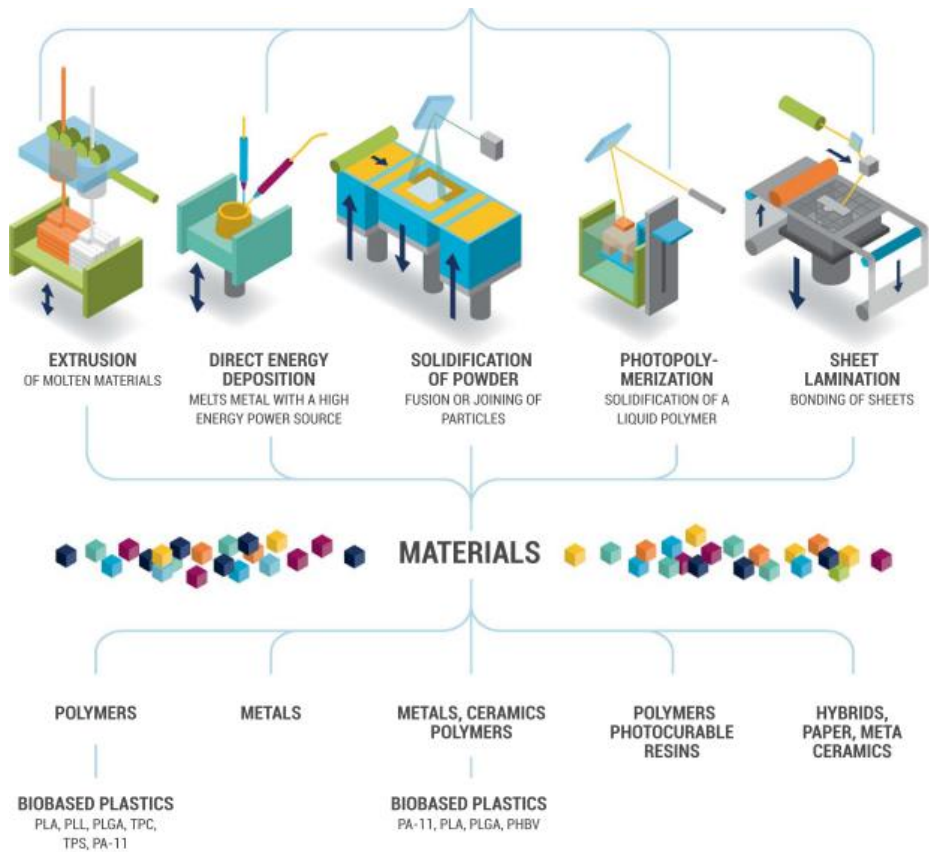 EXTRUSION
OF MOLTEN MATERIALS
DIRECT ENERGY
DEPOSITION
MELTS METAL WITH A HIGH
ENERGY POWER SOURCE
SOLIDIFICATION
OF POWDER
FUSION OR JOINING OF
PARTICLES
PHOTOPOLY-
MERIZATION
SOLIDIFICATION OF A
LIQUID POLYMER
SHEET
LAMINATION
BONDING OF SHEETS
MATERIALS
POLYMERS
METALS
METALS, CERAMICS
POLYMERS
POLYMERS
PHOTOCURABLE
RESINS
HYBRIDS,
PAPER, META
CERAMICS
BIOBASED PLASTICS
PLA, PLL, PLGA, TPC,
TPS, PA-11
BIOBASED PLASTICS
PA-11, PLA, PLGA, PHBV